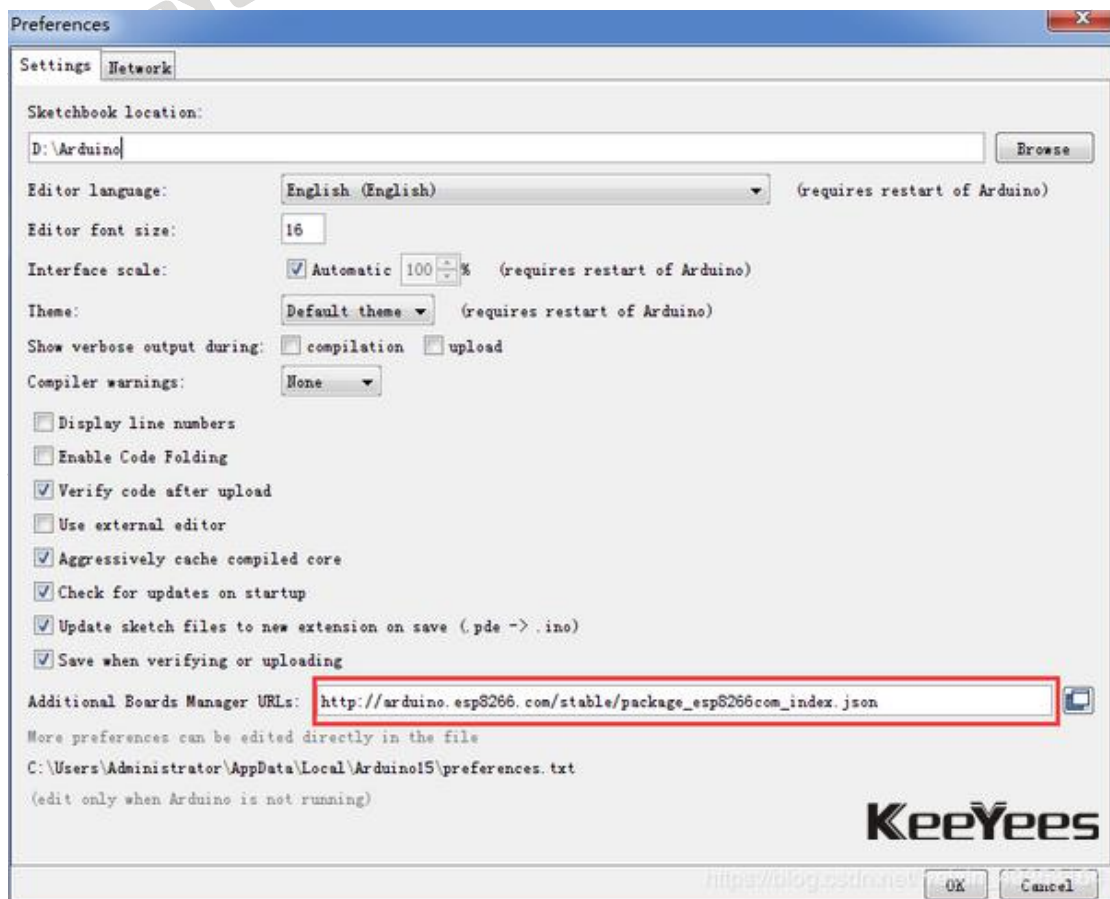 Preferences
Settings Network
Sketchbook location:
D:\Arduino Browse
Editor language: English (English) (requires restart of Arduino)
Editor font size: 16
Interface scale: Automatic 100 % (requires restart of Arduino)
Theme: Default theme (requires restart of Arduino)
Show verbose output during: compilation upload
Compiler warnings: None
Display line numbers
Enable Code Folding
Verify code after upload
Use external editor
Aggressively cache compiled core
Check for updates on startup
Update sketch files to new extension on save (.pde -> .ino)
Save when verifying or uploading
Additional Boards Manager URLs: http://arduino.esp8266.com/stable/package_esp8266com_index.json
More preferences can be edited directly in the file
C:\Users\Administrator\AppData\Local\Arduino15\preferences.txt
(edit only when Arduino is not running)
KeeYees
OK Cancel